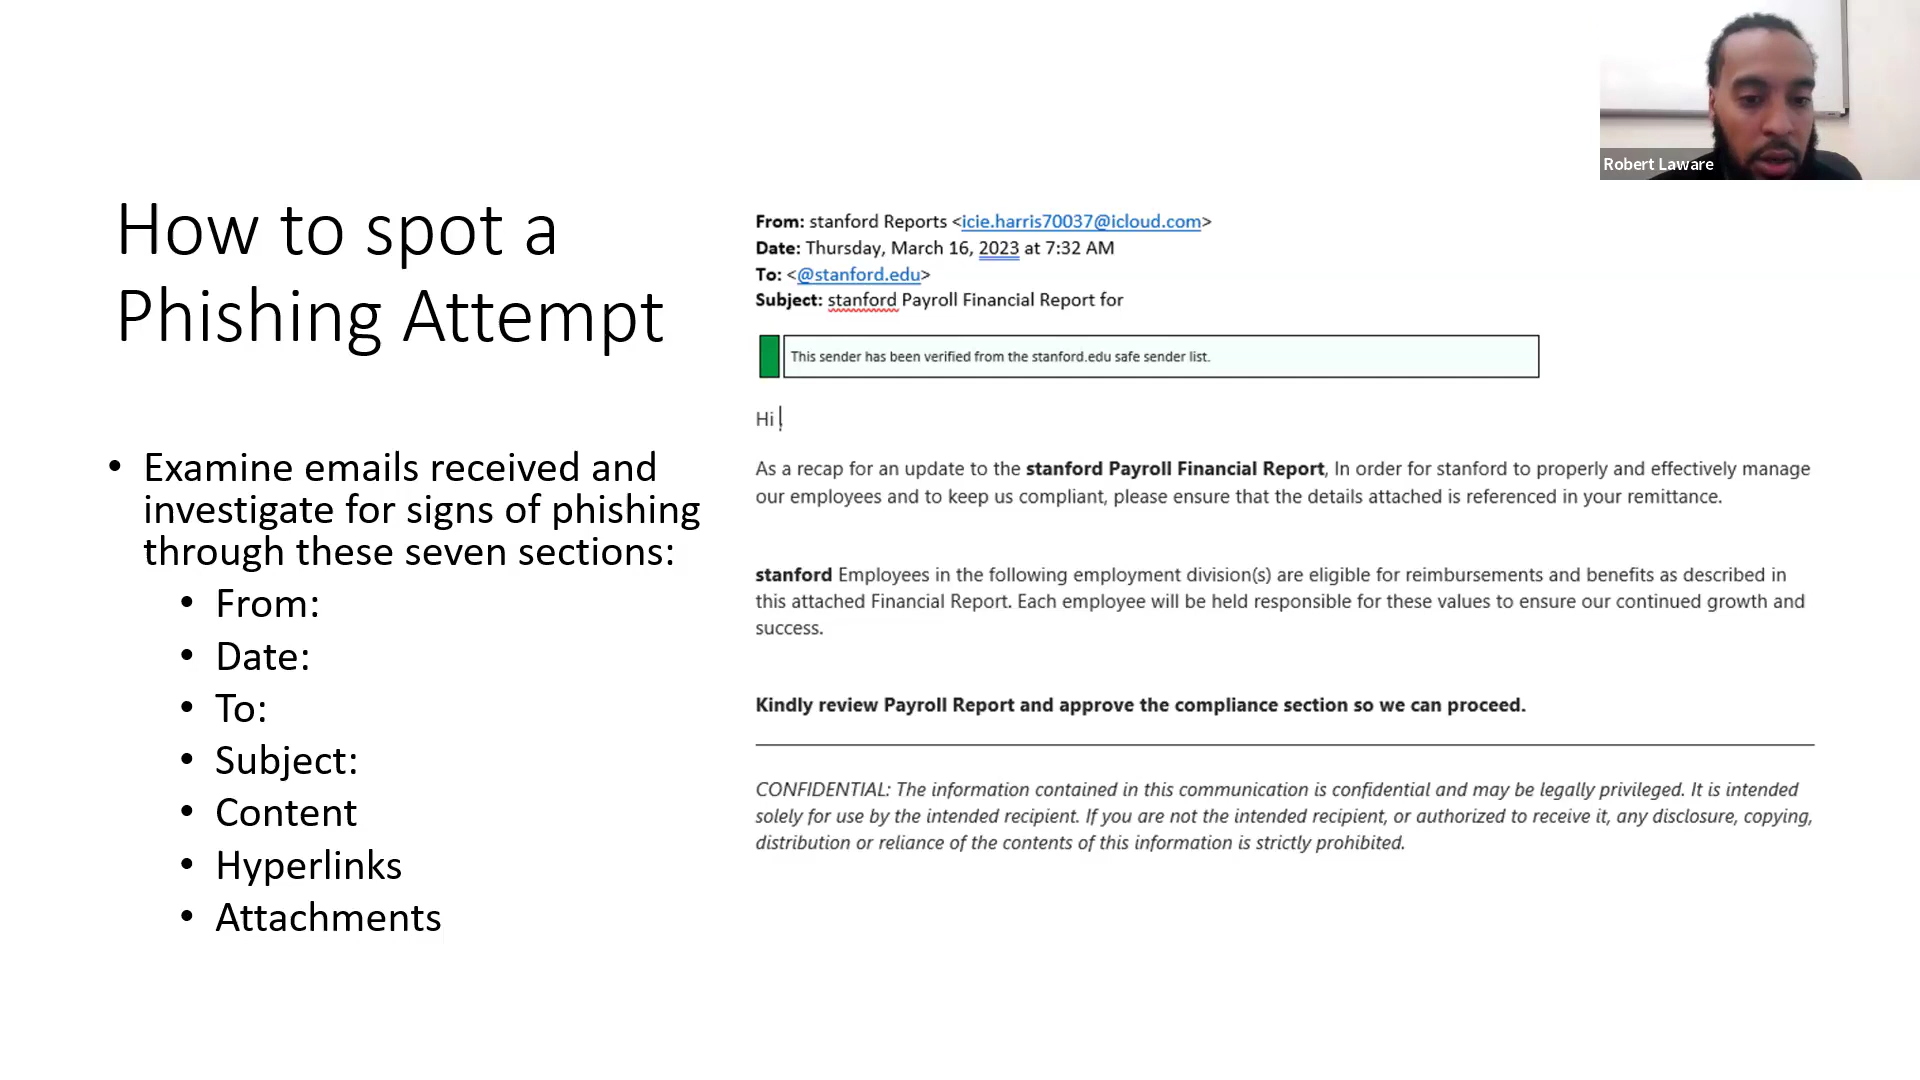 Robert Laware
How to spot a
Phishing Attempt
• Examine emails received and
investigate for signs of phishing
through these seven sections:
• From:
• Date:
• To:
• Subject:
• Content
• Hyperlinks
• Attachments
From: stanford Reports <icie.harris70037@icloud.com>
Date: Thursday, March 16, 2023 at 7:32 AM
To: <@stanford.edu>
Subject: stanford Payroll Financial Report for
This sender has been verified from the stanford.edu safe sender list.
Hi !
As a recap for an update to the stanford Payroll Financial Report, In order for stanford to properly and effectively manage
our employees and to keep us compliant, please ensure that the details attached is referenced in your remittance.
stanford Employees in the following employment division(s) are eligible for reimbursements and benefits as described in
this attached Financial Report. Each employee will be held responsible for these values to ensure our continued growth and
success.
Kindly review Payroll Report and approve the compliance section so we can proceed.
CONFIDENTIAL: The information contained in this communication is confidential and may be legally privileged. It is intended
solely for use by the intended recipient. If you are not the intended recipient, or authorized to receive it, any disclosure, copying,
distribution or reliance of the contents of this information is strictly prohibited.